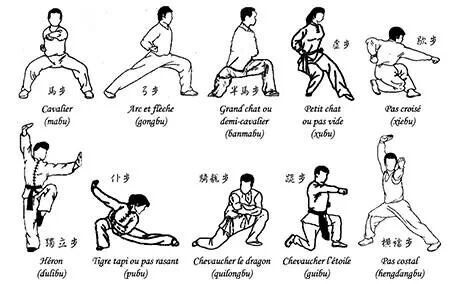 馬步
弓步
半馬步
虛步
歇步
Cavalier
(mabu)
Arc et flèche
(gongbu)
Grand chat ou
demi-cavalier
(banmabu)
Petit chat
ou pas vide
(xubu)
Pas croisé
(xiebu)
獨立步
仆步
騎龍步
跪步
橫襠步
Héron
(dulibu)
Tigre tapi ou pas rasant
(pubu)
Chevaucher le dragon
(quilongbu)
Chevaucher l'étoile
(guibu)
Pas costal
(hengdangbu)